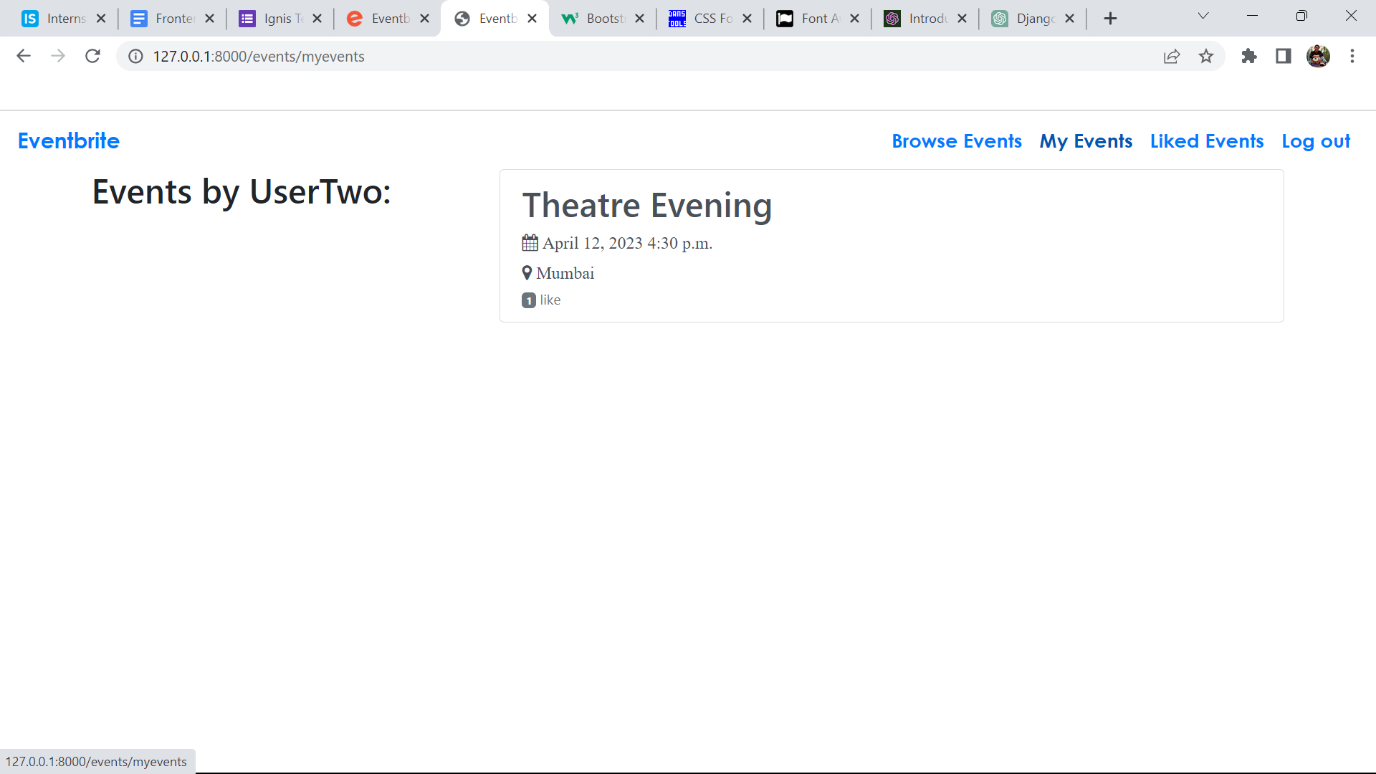 Interns
Fronte
Ignis T
Eventb
Eventb
Bootst
CSS Fo
Font A
Introdu
Django
127.0.0.1:8000/events/myevents
Eventbrite
Browse Events
My Events
Liked Events
Log out
Events by UserTwo:
Theatre Evening
April 12, 2023 4:30 p.m.
Mumbai
1 like
127.0.0.1:8000/events/myevents